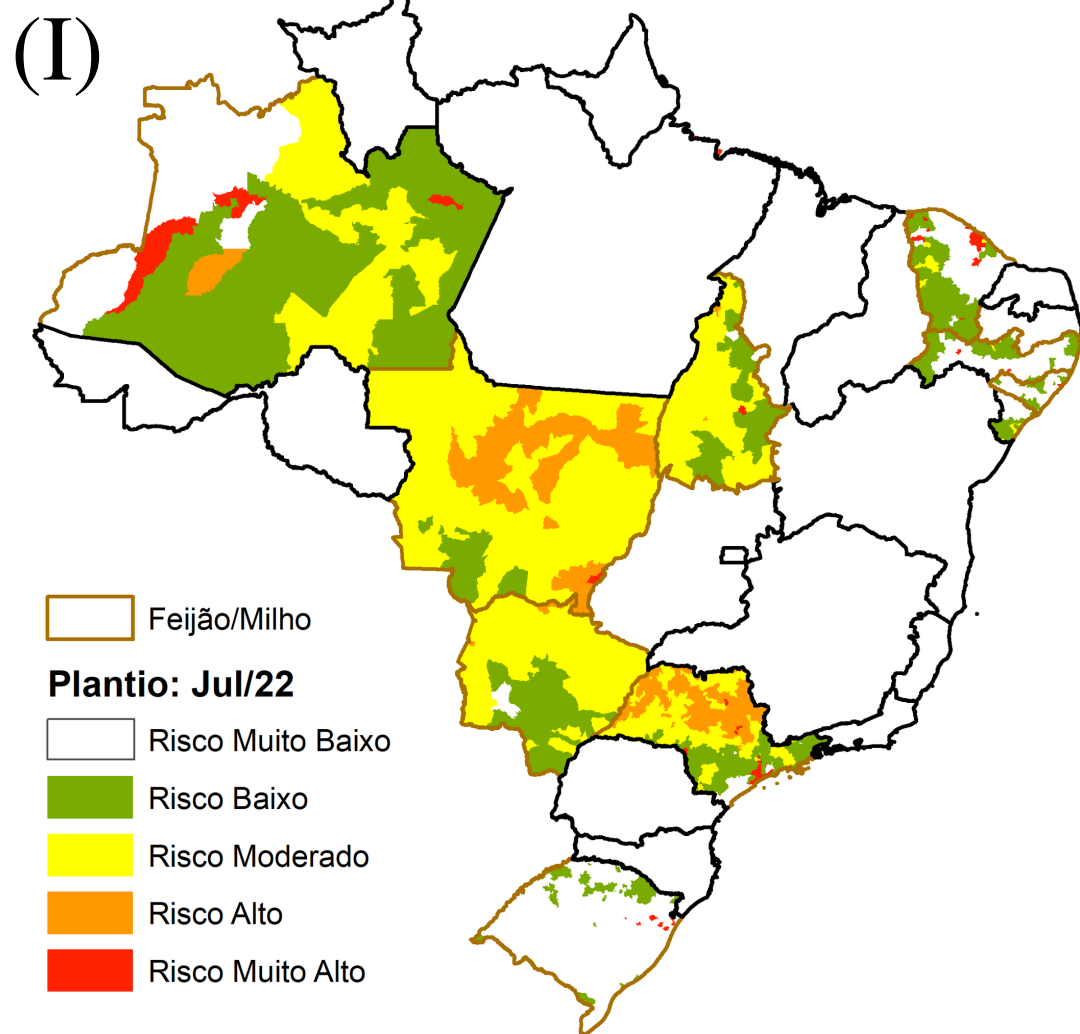 (I)
Feijão/Milho
Plantio: Jul/22
Risco Muito Baixo
Risco Baixo
Risco Moderado
Risco Alto
Risco Muito Alto